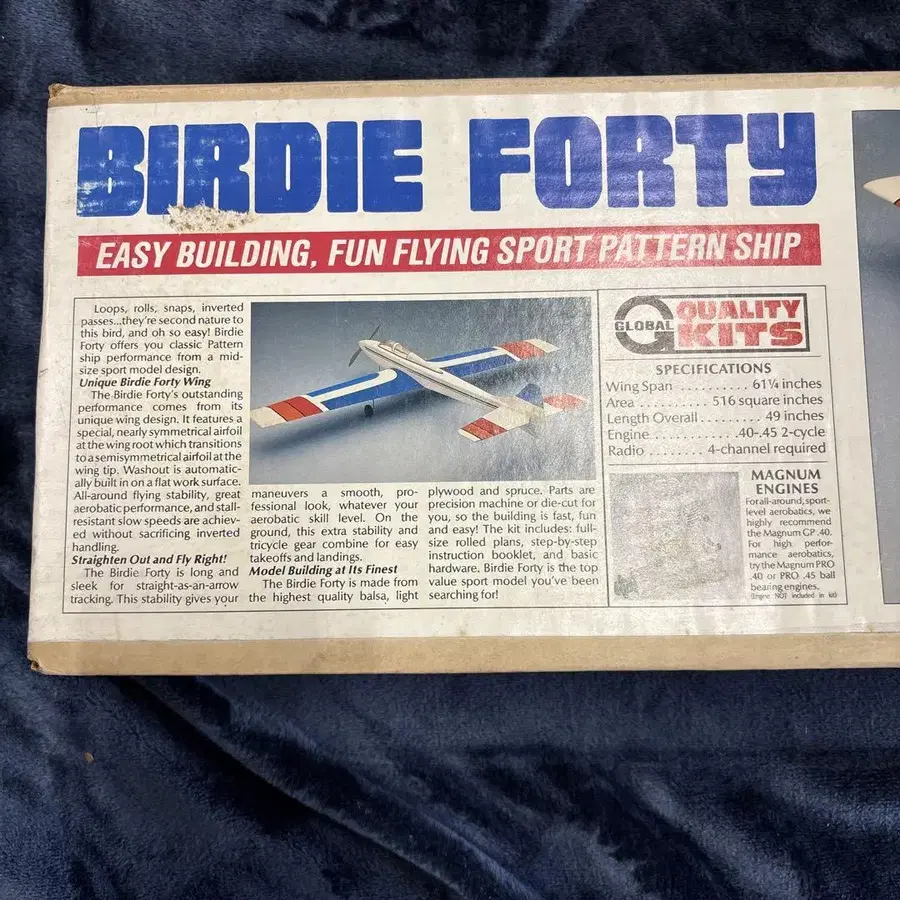 BIRDIE FORTY
EASY BUILDING, FUN FLYING SPORT PATTERN SHIP
Loops, rolls, snaps, inverted
passes...they're second nature to
this bird, and oh so easy! Birdie
Forty offers you classic Pattern
ship performance from a mid-
size sport model design.
Unique Birdie Forty Wing
The Birdie Forty's outstanding
performance comes from its
unique wing design. It features a
special, nearly symmetrical airfoil
at the wing root which transitions
to a semisymmetrical airfoil at the
wing tip. Washout is automatic-
ally built in on a flat work surface.
All-around flying stability, great
aerobatic performance, and stall-
resistant slow speeds are achiev-
ed without sacrificing inverted
handling.
Straighten Out and Fly Right!
The Birdie Forty is long and
sleek for straight-as-an-arrow
tracking. This stability gives your
maneuvers a smooth, pro-
fessional look, whatever your
aerobatic skill level. On the
ground, this extra stability and
tricycle gear combine for easy
takeoffs and landings.
Model Building at Its Finest
The Birdie Forty is made from
the highest quality balsa, light
plywood and spruce. Parts are
precision machine or die-cut for
you, so the building is fast, fun
and easy! The kit includes: full-
size rolled plans, step-by-step
instruction booklet, and basic
hardware. Birdie Forty is the top
value sport model you've been
searching for!
GLOBAL QUALITY
KITS
SPECIFICATIONS
Wing Span .......... 61¼ inches
Area .......... 516 square inches
Length Overall ........ 49 inches
Engine ............ .40-.45 2-cycle
Radio ........ 4-channel required
MAGNUM
ENGINES
For all-around, sport-
level aerobatics, we
highly recommend
the Magnum GP .40.
For high perfor-
mance aerobatics,
try the Magnum PRO
.40 or PRO .45 ball
bearing engines.
(Engine NOT included in kit)